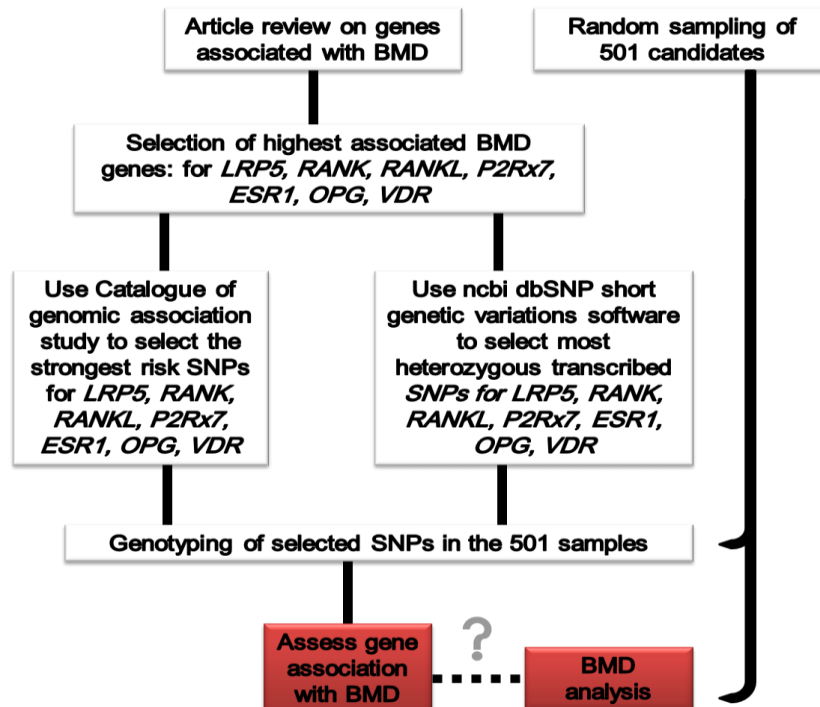 Article review on genes
associated with BMD
Random sampling of
501 candidates
Selection of highest associated BMD
genes: for LRP5, RANK, RANKL, P2Rx7,
ESR1, OPG, VDR
Use Catalogue of
genomic association
study to select the
strongest risk SNPs
for LRP5, RANK,
RANKL, P2Rx7,
ESR1, OPG, VDR
Use ncbi dbSNP short
genetic variations software
to select most
heterozygous transcribed
SNPs for LRP5, RANK,
RANKL, P2Rx7, ESR1,
OPG, VDR
Genotyping of selected SNPs in the 501 samples
Assess gene
association
with BMD
?
BMD
analysis